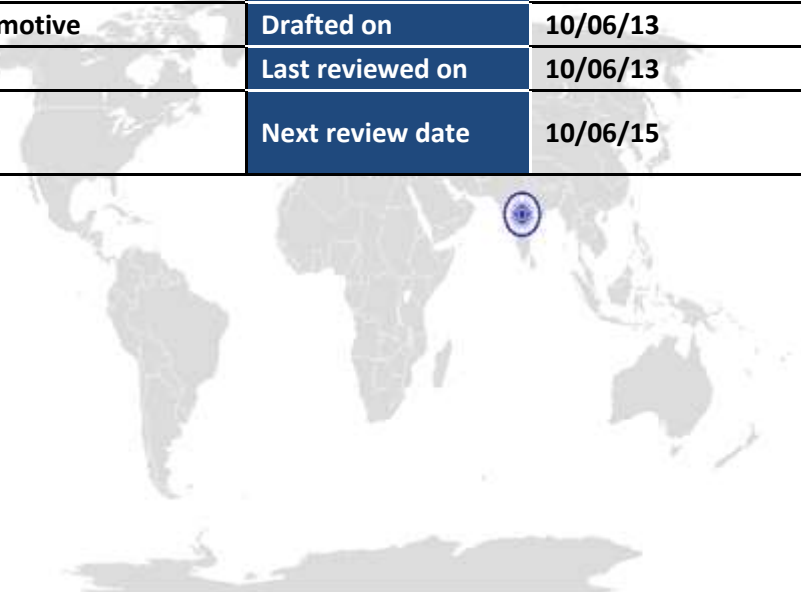 motive Drafted on 10/06/13
Last reviewed on 10/06/13
Next review date 10/06/15